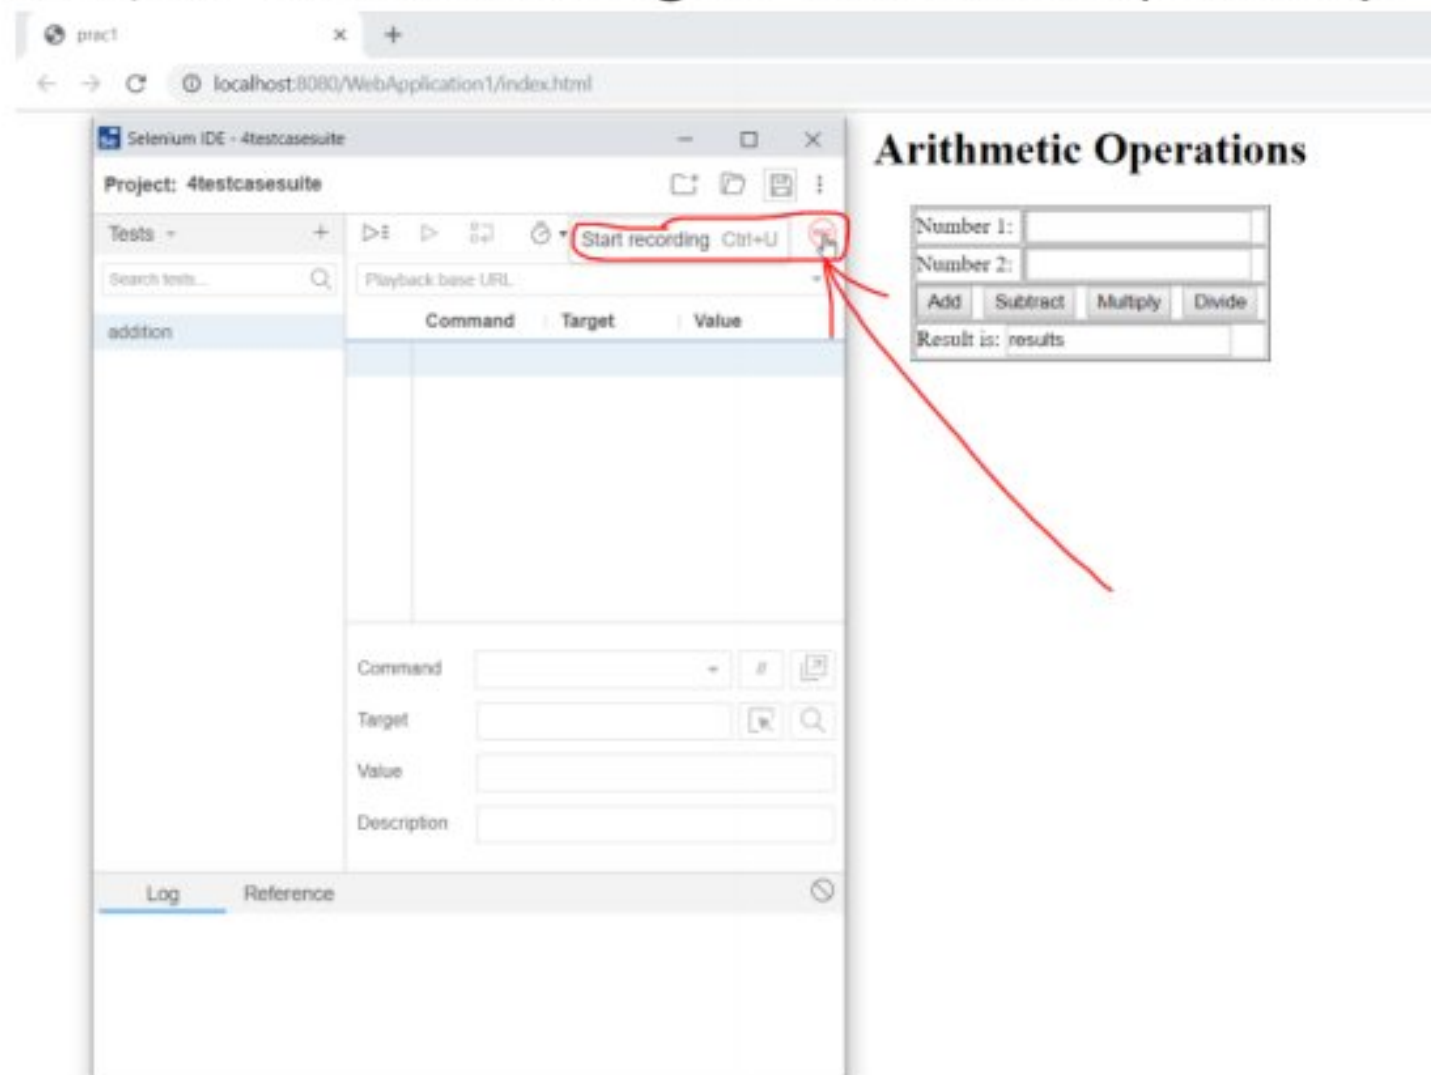 prect
localhost:8080/WebApplication1/index.html
Selenium IDE - 4testcasesuite
Project: 4testcasesuite
Tests
Start recording Ctrl+U
Search tests...
Playback base URL
addition
Command Target Value
Command
//
Target
Value
Description
Log Reference
Arithmetic Operations
Number 1:
Number 2:
Add Subtract Multiply Divide
Result is: results